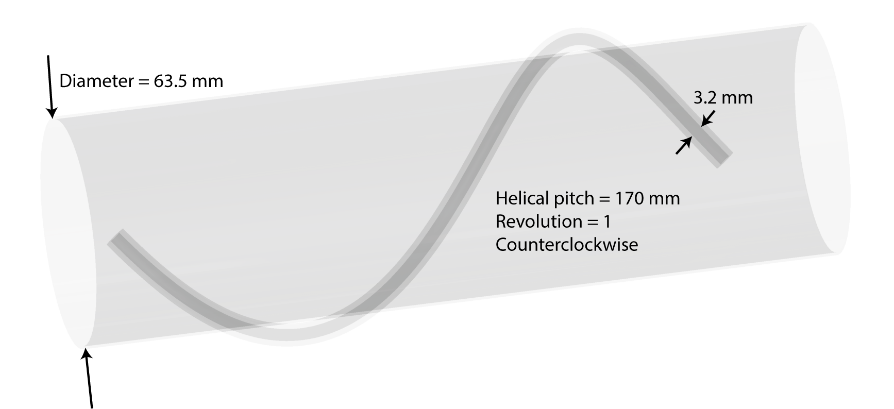 Diameter = 63.5 mm
3.2 mm
Helical pitch = 170 mm
Revolution = 1
Counterclockwise